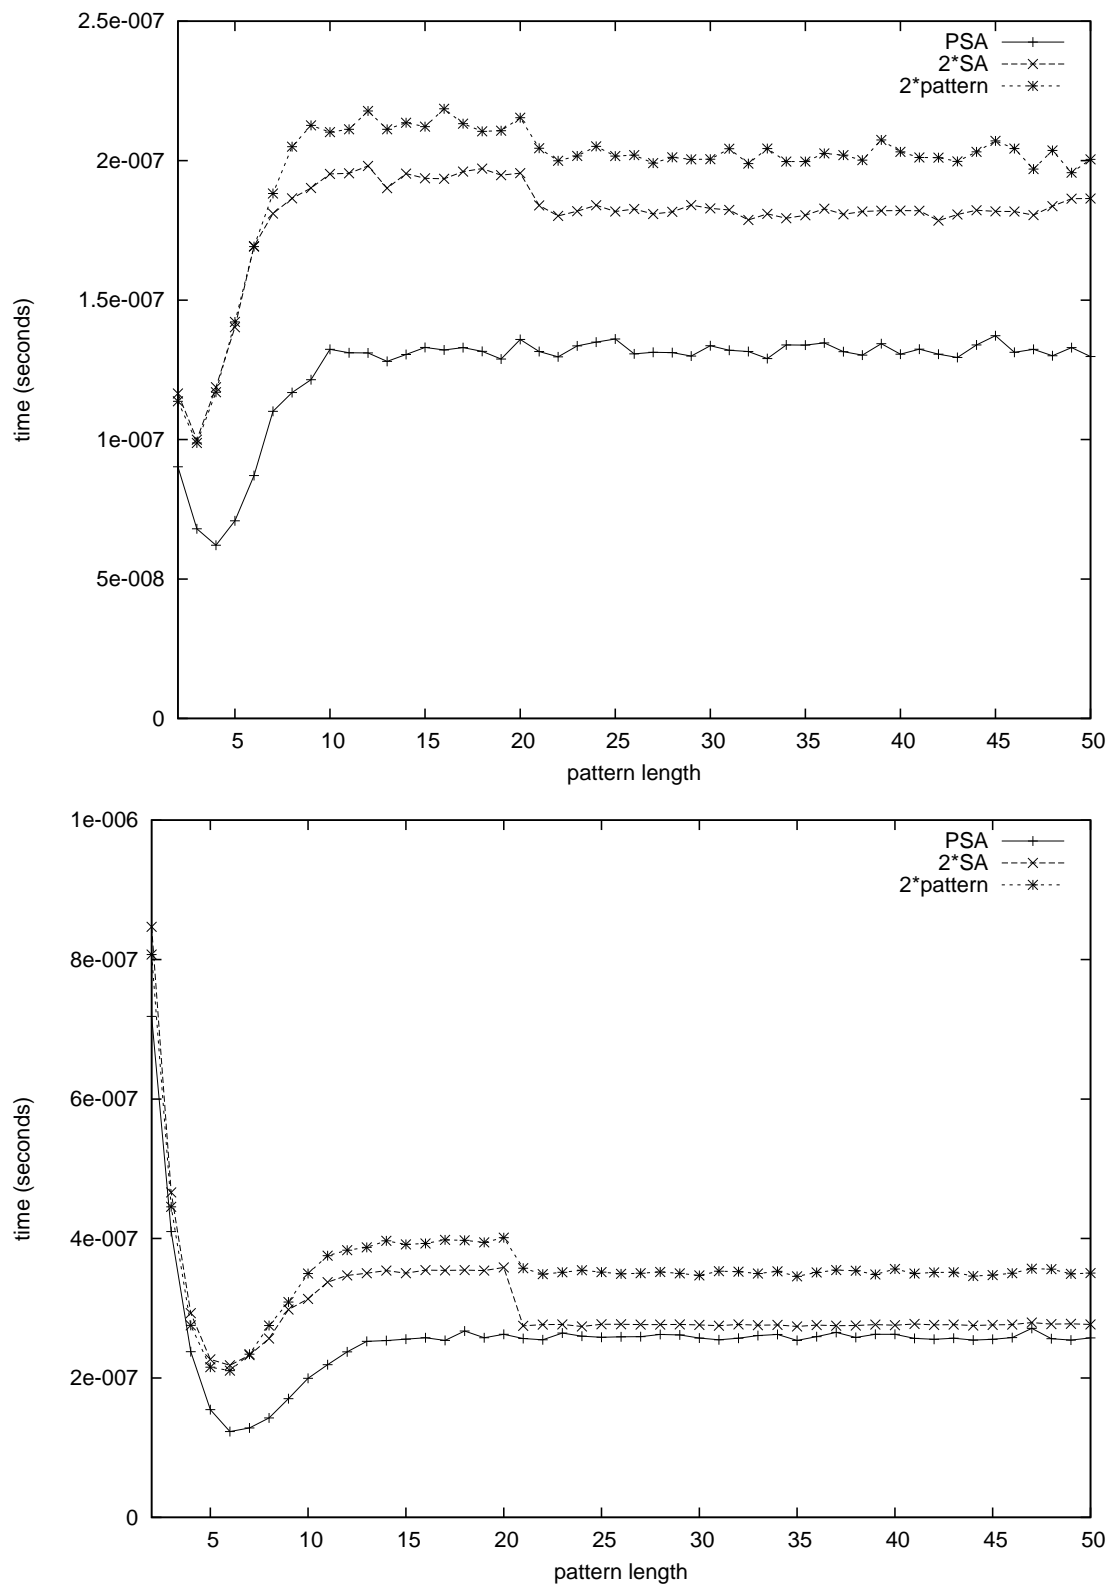 2.5e-007
PSA
2*SA
2*pattern
2e-007
1.5e-007
time (seconds)
1e-007
5e-008
0
5 10 15 20 25 30 35 40 45 50
pattern length
1e-006
PSA
2*SA
2*pattern
8e-007
6e-007
time (seconds)
4e-007
2e-007
0
5 10 15 20 25 30 35 40 45 50
pattern length